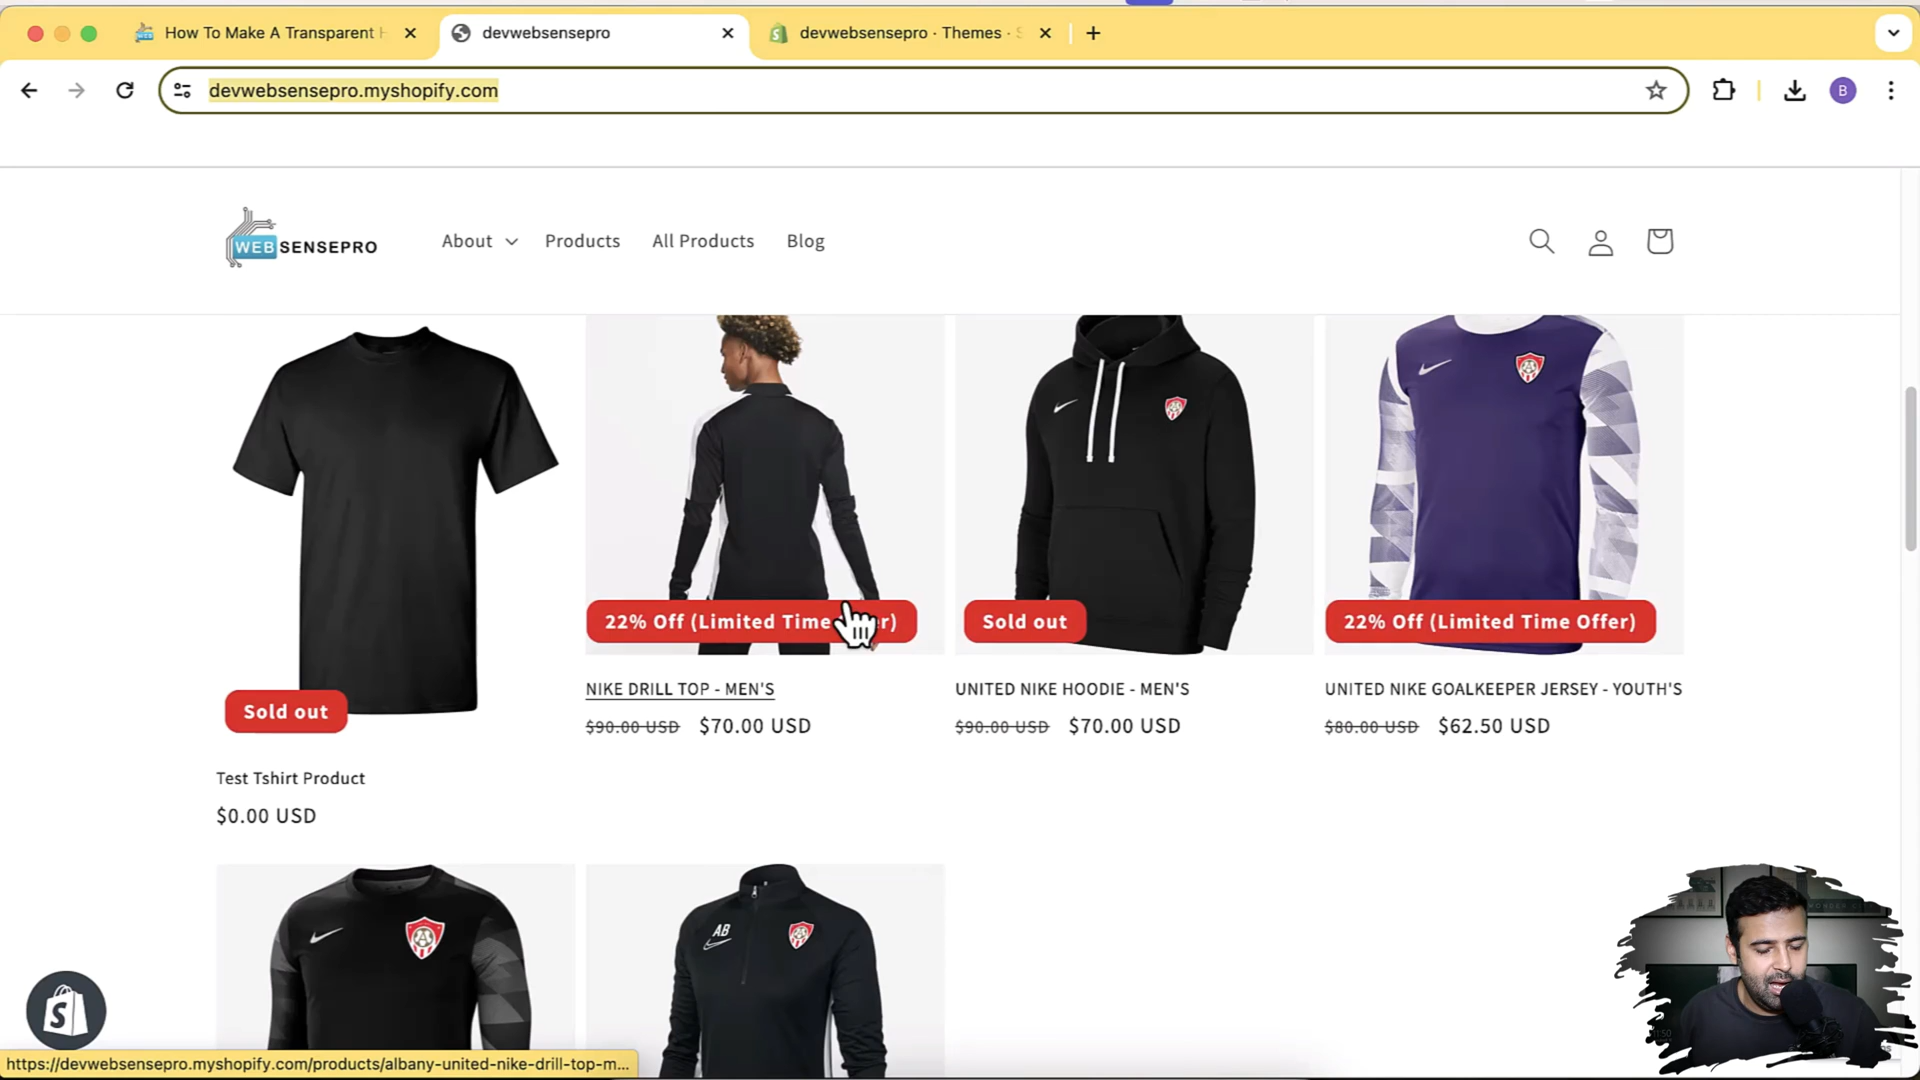 How To Make A Transparent H
devwebsensepro
devwebsensepro · Themes · S
devwebsensepro.myshopify.com
B
WEBSENSEPRO
About
Products
All Products
Blog
22% Off (Limited Time
r)
Sold out
22% Off (Limited Time Offer)
Sold out
NIKE DRILL TOP - MEN'S
UNITED NIKE HOODIE - MEN'S
UNITED NIKE GOALKEEPER JERSEY - YOUTH'S
$90.00 USD $70.00 USD
$90.00 USD $70.00 USD
$80.00 USD $62.50 USD
Test Tshirt Product
$0.00 USD
AB
https://devwebsensepro.myshopify.com/products/albany-united-nike-drill-top-m...